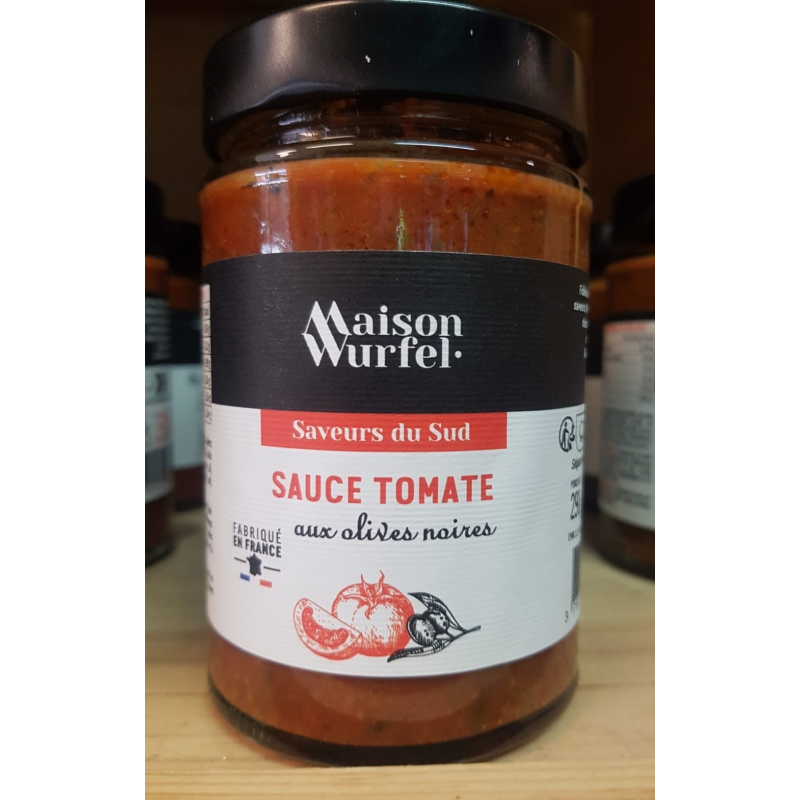 Maison
Wurfel.
Saveurs du Sud
SAUCE TOMATE
aux olives noires
FABRIQUÉ
EN FRANCE